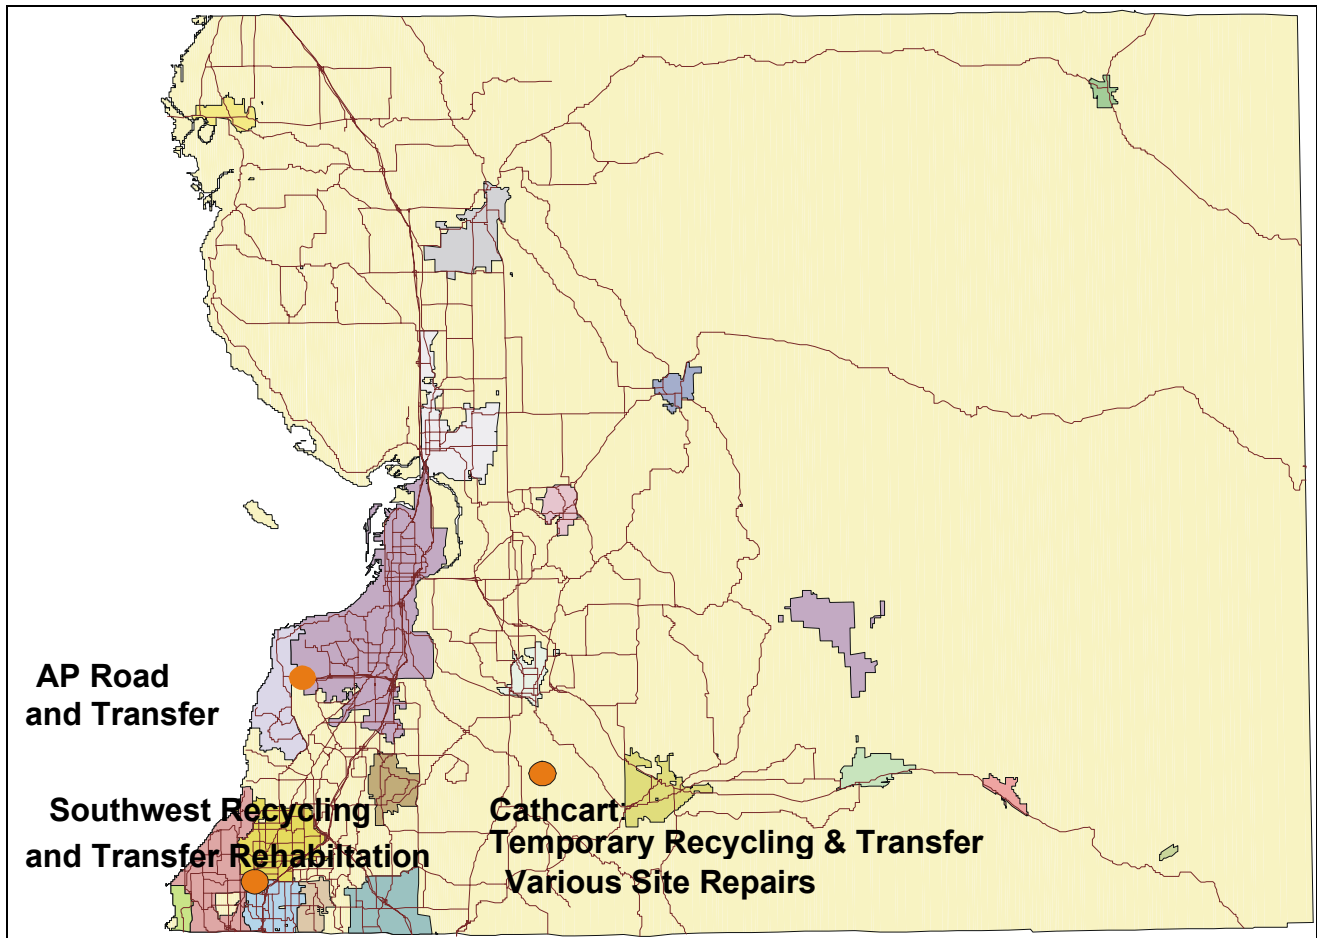 AP Road
and Transfer
Southwest Recycling
and Transfer Rehabiltation
Cathcart:
Temporary Recycling & Transfer
Various Site Repairs